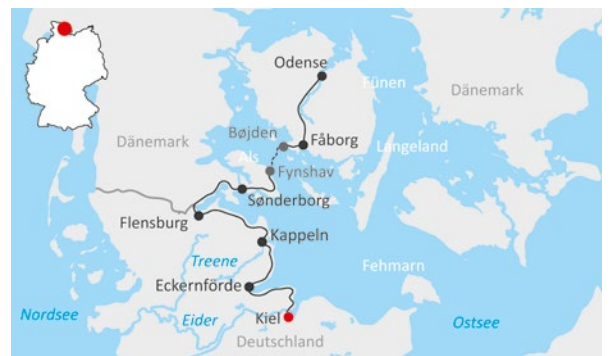 Odense
Fünen
Dänemark
Dänemark
Bøjden
Fåborg
Als
Langeland
Fynshav
Sønderborg
Flensburg
Kappeln
Treene
Fehmarn
Eckernförde
Nordsee
Eider
Kiel
Ostsee
Deutschland